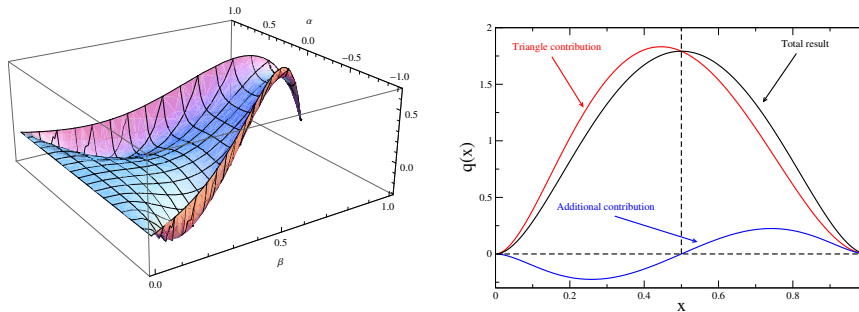 1.0
α
0.5
0.0
−0.5
−1.0
0.5
0.0
1.0
0.5
β
0.0
2
1.5
1
0.5
0
q(x)
Triangle contribution
Total result
Additional contribution
0
0.2
0.4
0.6
0.8
x